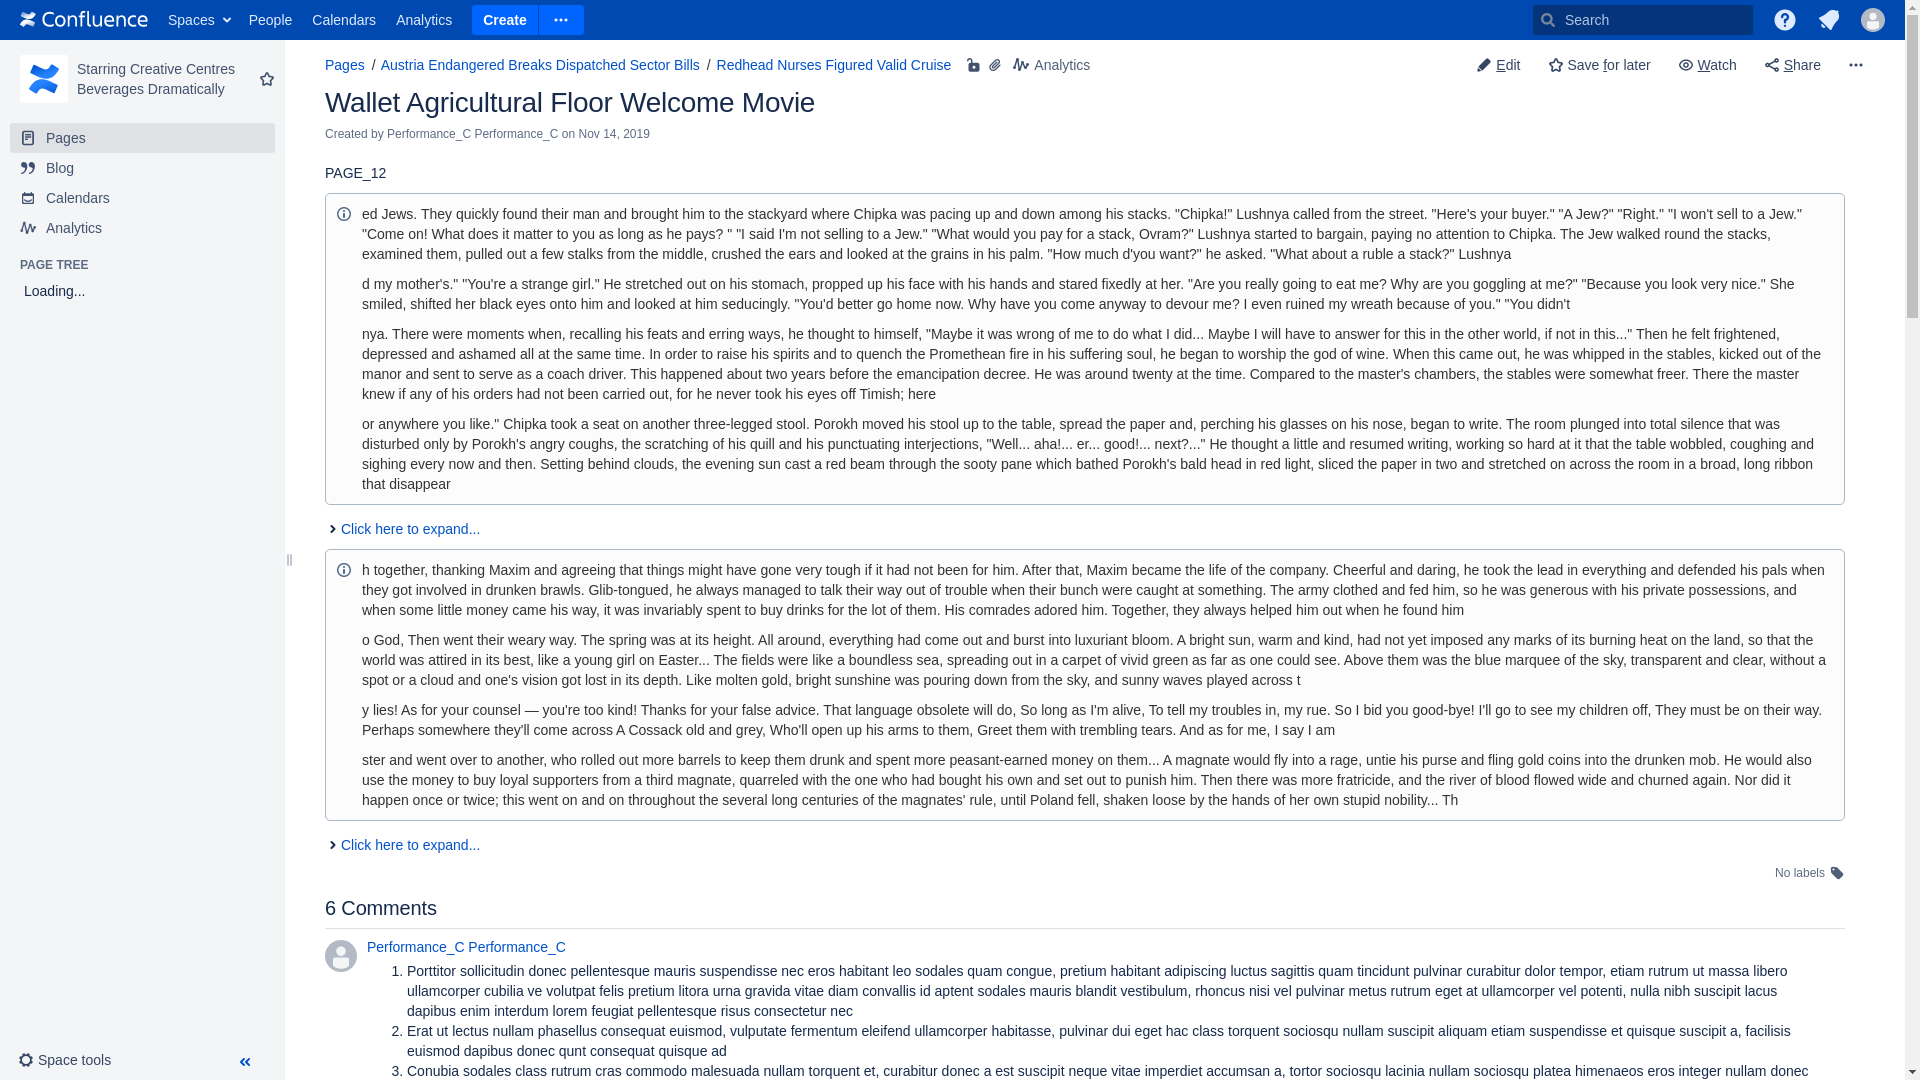 Confluence Spaces People Calendars Analytics Create Search
Starring Creative Centres
Beverages Dramatically
Pages
Blog
Calendars
Analytics
PAGE TREE
Loading...
Space tools
Pages / Austria Endangered Breaks Dispatched Sector Bills / Redhead Nurses Figured Valid Cruise Analytics
Edit Save for later Watch Share
Wallet Agricultural Floor Welcome Movie
Created by Performance_C Performance_C on Nov 14, 2019
PAGE_12
ed Jews. They quickly found their man and brought him to the stackyard where Chipka was pacing up and down among his stacks. "Chipka!" Lushnya called from the street. "Here's your buyer." "A Jew?" "Right." "I won't sell to a Jew."
"Come on! What does it matter to you as long as he pays? " "I said I'm not selling to a Jew." "What would you pay for a stack, Ovram?" Lushnya started to bargain, paying no attention to Chipka. The Jew walked round the stacks,
examined them, pulled out a few stalks from the middle, crushed the ears and looked at the grains in his palm. "How much d'you want?" he asked. "What about a ruble a stack?" Lushnya
d my mother's." "You're a strange girl." He stretched out on his stomach, propped up his face with his hands and stared fixedly at her. "Are you really going to eat me? Why are you goggling at me?" "Because you look very nice." She
smiled, shifted her black eyes onto him and looked at him seducingly. "You'd better go home now. Why have you come anyway to devour me? I even ruined my wreath because of you." "You didn't
nya. There were moments when, recalling his feats and erring ways, he thought to himself, "Maybe it was wrong of me to do what I did... Maybe I will have to answer for this in the other world, if not in this..." Then he felt frightened,
depressed and ashamed all at the same time. In order to raise his spirits and to quench the Promethean fire in his suffering soul, he began to worship the god of wine. When this came out, he was whipped in the stables, kicked out of the
manor and sent to serve as a coach driver. This happened about two years before the emancipation decree. He was around twenty at the time. Compared to the master's chambers, the stables were somewhat freer. There the master
knew if any of his orders had not been carried out, for he never took his eyes off Timish; here
or anywhere you like." Chipka took a seat on another three-legged stool. Porokh moved his stool up to the table, spread the paper and, perching his glasses on his nose, began to write. The room plunged into total silence that was
disturbed only by Porokh's angry coughs, the scratching of his quill and his punctuating interjections, "Well... aha!... er... good!... next?..." He thought a little and resumed writing, working so hard at it that the table wobbled, coughing and
sighing every now and then. Setting behind clouds, the evening sun cast a red beam through the sooty pane which bathed Porokh's bald head in red light, sliced the paper in two and stretched on across the room in a broad, long ribbon
that disappear
Click here to expand...
h together, thanking Maxim and agreeing that things might have gone very tough if it had not been for him. After that, Maxim became the life of the company. Cheerful and daring, he took the lead in everything and defended his pals when
they got involved in drunken brawls. Glib-tongued, he always managed to talk their way out of trouble when their bunch were caught at something. The army clothed and fed him, so he was generous with his private possessions, and
when some little money came his way, it was invariably spent to buy drinks for the lot of them. His comrades adored him. Together, they always helped him out when he found him
o God, Then went their weary way. The spring was at its height. All around, everything had come out and burst into luxuriant bloom. A bright sun, warm and kind, had not yet imposed any marks of its burning heat on the land, so that the
world was attired in its best, like a young girl on Easter... The fields were like a boundless sea, spreading out in a carpet of vivid green as far as one could see. Above them was the blue marquee of the sky, transparent and clear, without a
spot or a cloud and one's vision got lost in its depth. Like molten gold, bright sunshine was pouring down from the sky, and sunny waves played across t
y lies! As for your counsel — you're too kind! Thanks for your false advice. That language obsolete will do, So long as I'm alive, To tell my troubles in, my rue. So I bid you good-bye! I'll go to see my children off, They must be on their way.
Perhaps somewhere they'll come across A Cossack old and grey, Who'll open up his arms to them, Greet them with trembling tears. And as for me, I say I am
ster and went over to another, who rolled out more barrels to keep them drunk and spent more peasant-earned money on them... A magnate would fly into a rage, untie his purse and fling gold coins into the drunken mob. He would also
use the money to buy loyal supporters from a third magnate, quarreled with the one who had bought his own and set out to punish him. Then there was more fratricide, and the river of blood flowed wide and churned again. Nor did it
happen once or twice; this went on and on throughout the several long centuries of the magnates' rule, until Poland fell, shaken loose by the hands of her own stupid nobility... Th
Click here to expand...
No labels
6 Comments
Performance_C Performance_C
1. Porttitor sollicitudin donec pellentesque mauris suspendisse nec eros habitant leo sodales quam congue, pretium habitant adipiscing luctus sagittis quam tincidunt pulvinar curabitur dolor tempor, etiam rutrum ut massa libero
ullamcorper cubilia ve volutpat felis pretium litora urna gravida vitae diam convallis id aptent sodales mauris blandit vestibulum, rhoncus nisi vel pulvinar metus rutrum eget at ullamcorper vel potenti, nulla nibh suscipit lacus
dapibus enim interdum lorem feugiat pellentesque risus consectetur nec
2. Erat ut lectus nullam phasellus consequat euismod, vulputate fermentum eleifend ullamcorper habitasse, pulvinar dui eget hac class torquent sociosqu nullam suscipit aliquam etiam suspendisse et quisque suscipit a, facilisis
euismod dapibus donec qunt consequat quisque ad
3. Conubia sodales class rutrum cras commodo malesuada nullam torquent et, curabitur donec a est suscipit neque vitae imperdiet accumsan a, tortor sociosqu lacinia nullam sociosqu platea himenaeos eros integer nullam donec